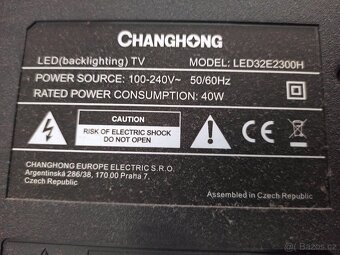 CHANGHONG
LED(backlighting) TV MODEL: LED32E2300H
POWER SOURCE: 100-240V~ 50/60Hz
RATED POWER CONSUMPTION: 40W
CAUTION
RISK OF ELECTRIC SHOCK
DO NOT OPEN
CHANGHONG EUROPE ELECTRIC S.R.O.
Argentinská 286/38, 170 00 Praha 7,
Czech Republic
Assembled in Czech Republic
Bazoš.cz